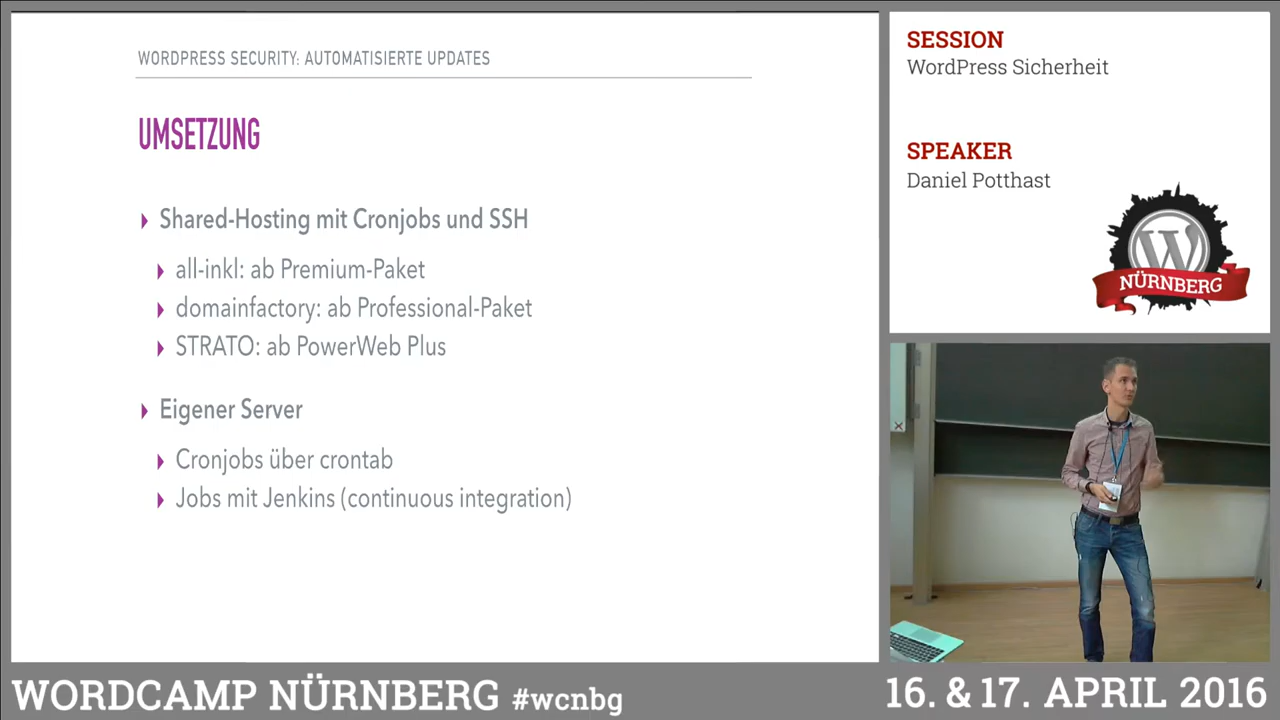 WORDPRESS SECURITY: AUTOMATISIERTE UPDATES
UMSETZUNG
Shared-Hosting mit Cronjobs und SSH
all-inkl: ab Premium-Paket
domainfactory: ab Professional-Paket
STRATO: ab PowerWeb Plus
Eigener Server
Cronjobs über crontab
Jobs mit Jenkins (continuous integration)
SESSION
WordPress Sicherheit
SPEAKER
Daniel Potthast
W
NÜRNBERG
WORDCAMP NÜRNBERG #wcnbg
16. & 17. APRIL 2016